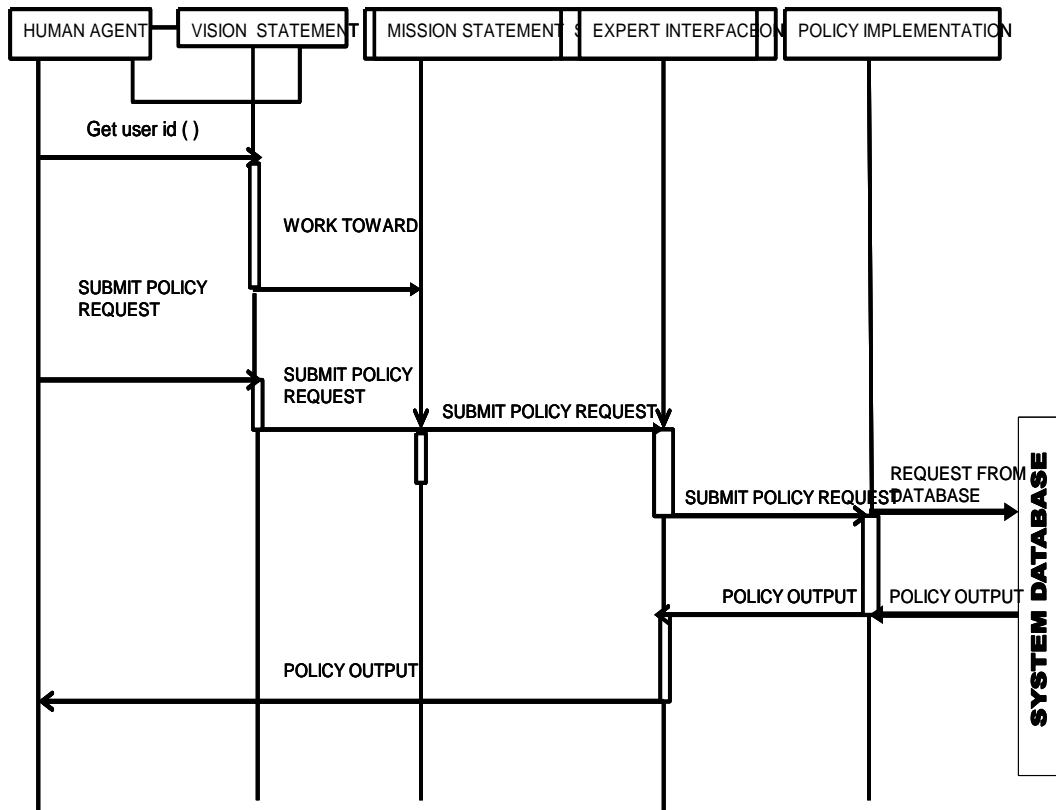 HUMAN AGENT
VISION STATEMENT
MISSION STATEMENT
EXPERT INTERFACE
POLICY IMPLEMENTATION
Get user id ( )
WORK TOWARD
SUBMIT POLICY
REQUEST
SUBMIT POLICY
REQUEST
SUBMIT POLICY REQUEST
SUBMIT POLICY REQUEST
REQUEST FROM
DATABASE
POLICY OUTPUT
POLICY OUTPUT
POLICY OUTPUT
SYSTEM DATABASE